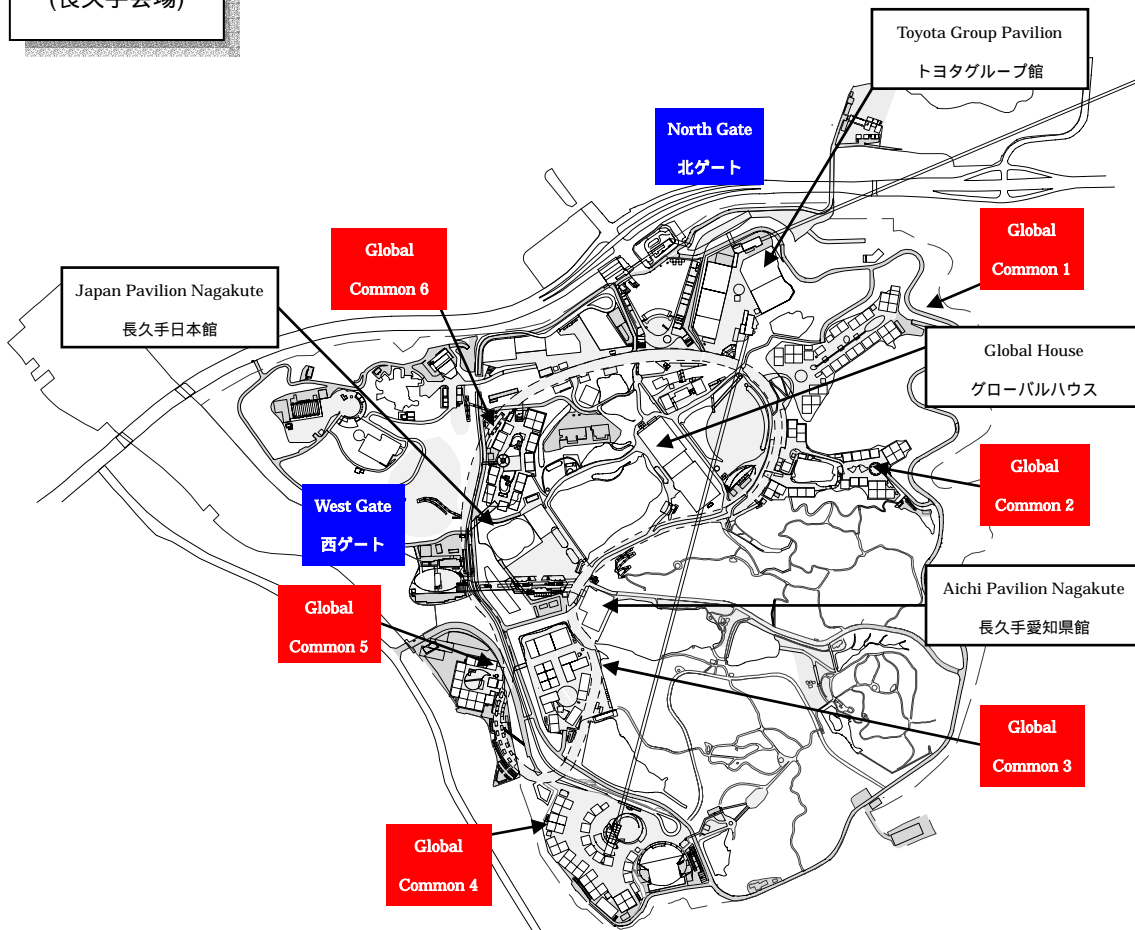 (長久手会場)
Toyota Group Pavilion
トヨタグループ館
North Gate
北ゲート
Global
Common 1
Global
Common 6
Japan Pavilion Nagakute
長久手日本館
Global House
グローバルハウス
Global
Common 2
West Gate
西ゲート
Aichi Pavilion Nagakute
長久手愛知県館
Global
Common 5
Global
Common 3
Global
Common 4